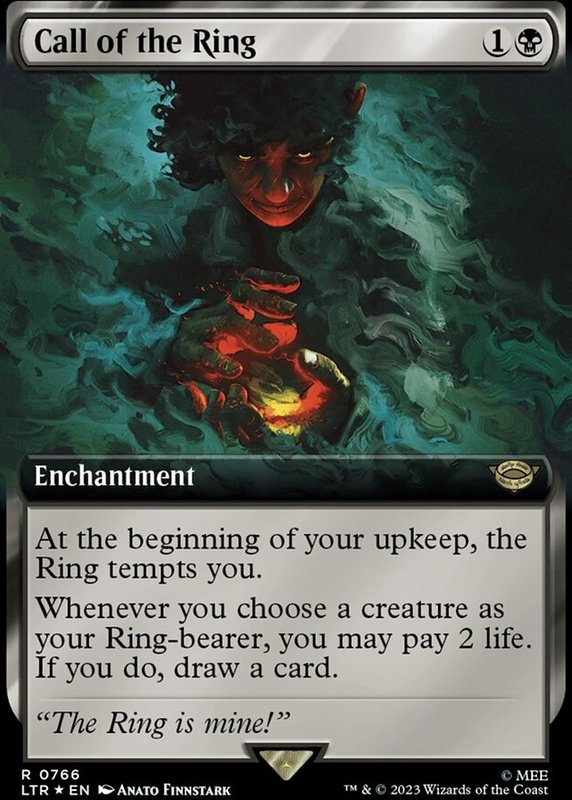 Call of the Ring 1
Enchantment
At the beginning of your upkeep, the
Ring tempts you.
Whenever you choose a creature as
your Ring-bearer, you may pay 2 life.
If you do, draw a card.
“The Ring is mine!”
R 0766
LTR★EN ANATO FINNSTARK
© MEE
™ & © 2023 Wizards of the Coast